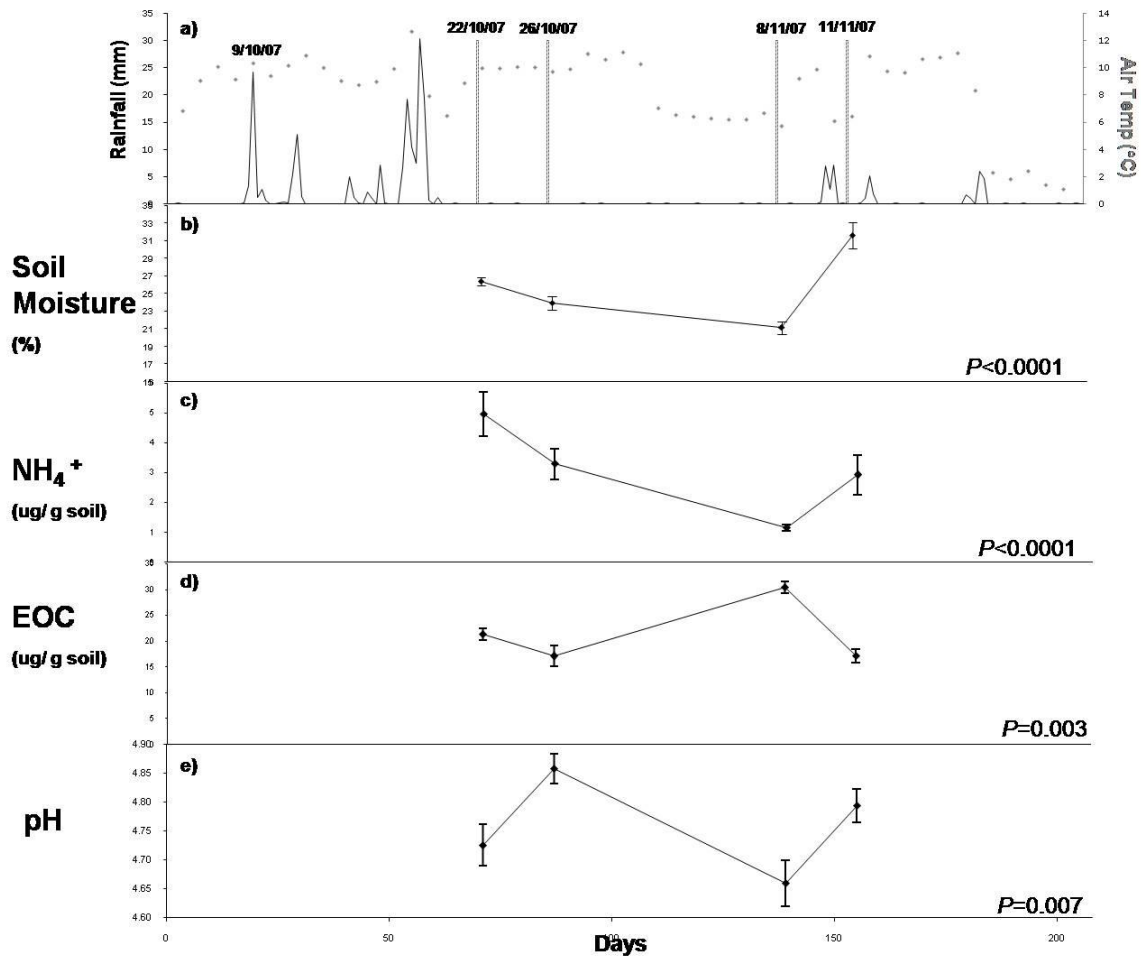 a)
9/10/07
22/10/07
26/10/07
8/11/07
11/11/07
Rainfall (mm)
35
30
25
20
15
10
5
0
Air Temp (°C)
14
12
10
8
6
4
2
0
b)
Soil
Moisture
(%)
33
31
29
27
25
23
21
19
17
15
P<0.0001
c)
NH4+
(ug/ g soil)
5
4
3
2
1
P<0.0001
d)
EOC
(ug/ g soil)
30
25
20
15
10
5
P=0.003
e)
pH
4.90
4.85
4.80
4.75
4.70
4.65
4.60
P=0.007
0
50
100
150
200
Days